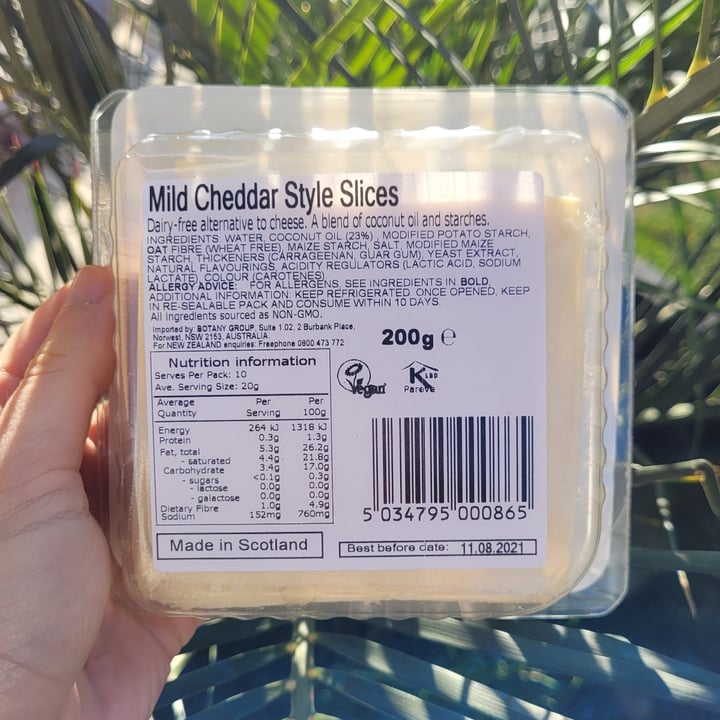 Mild Cheddar Style Slices
Dairy-free alternative to cheese. A blend of coconut oil and starches.
INGREDIENTS: WATER, COCONUT OIL (23%), MODIFIED POTATO STARCH,
OAT FIBRE (WHEAT FREE), MAIZE STARCH, SALT, MODIFIED MAIZE
STARCH, THICKENERS (CARRAGEENAN, GUAR GUM), YEAST EXTRACT,
NATURAL FLAVOURINGS, ACIDITY REGULATORS (LACTIC ACID, SODIUM
LACTATE), COLOUR (CAROTENES)
ALLERGY ADVICE: FOR ALLERGENS, SEE INGREDIENTS IN BOLD.
ADDITIONAL INFORMATION: KEEP REFRIGERATED. ONCE OPENED, KEEP
IN RE-SEALABLE PACK AND CONSUME WITHIN 10 DAYS.
All ingredients sourced as NON-GMO.
Imported by: BOTANY GROUP, Suite 1.02, 2 Burbank Place,
Norwest, NSW 2153, AUSTRALIA.
For NEW ZEALAND enquiries: Freephone 0800 473 772
200g ℮
Nutrition information
Serves Per Pack: 10
Ave. Serving Size: 20g
Average Quantity Per Serving Per 100g
Energy 264 kJ 1318 kJ
Protein 0.3g 1.3g
Fat, total 5.3g 26.2g
- saturated 4.4g 21.8g
Carbohydrate 3.4g 17.0g
- sugars <0.1g 0.3g
- lactose 0.0g 0.0g
- galactose 0.0g 0.0g
Dietary Fibre 1.0g 4.9g
Sodium 152mg 760mg
Vegan
K LBD
Pareve
5 034795 000865
Made in Scotland
Best before date: 11.08.2021